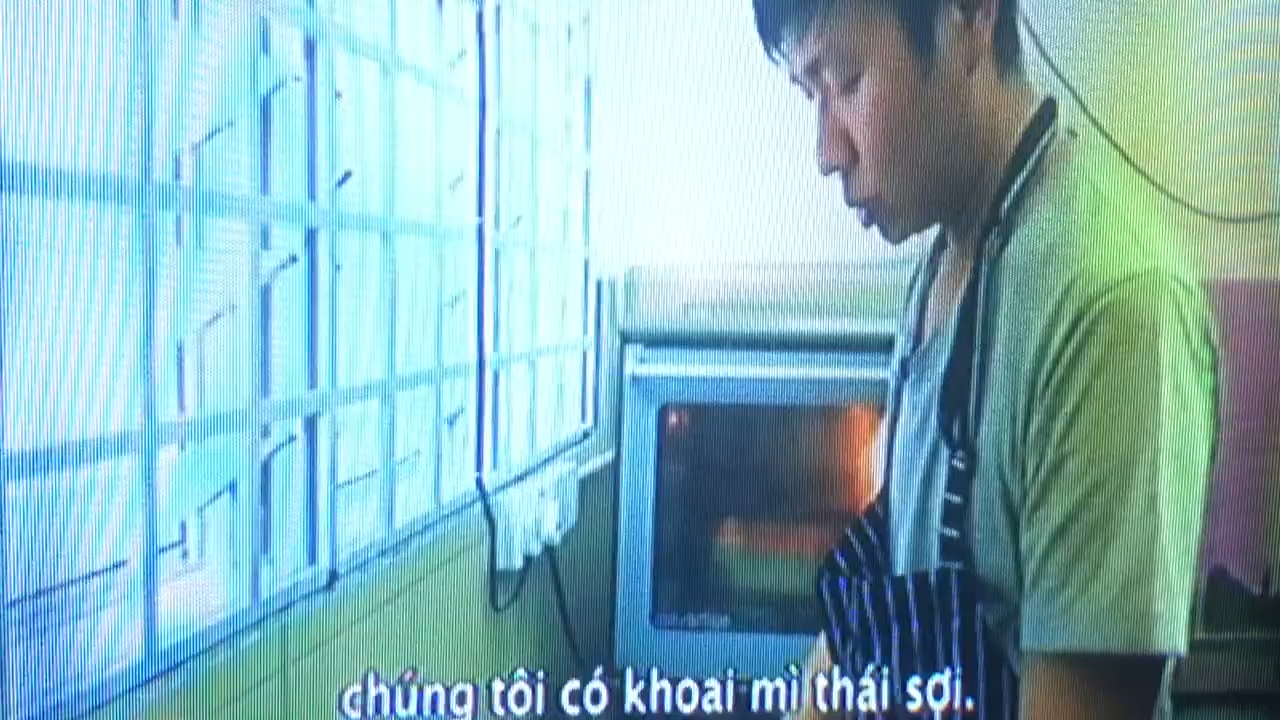 chúng tôi có khoai mì thái sợi.